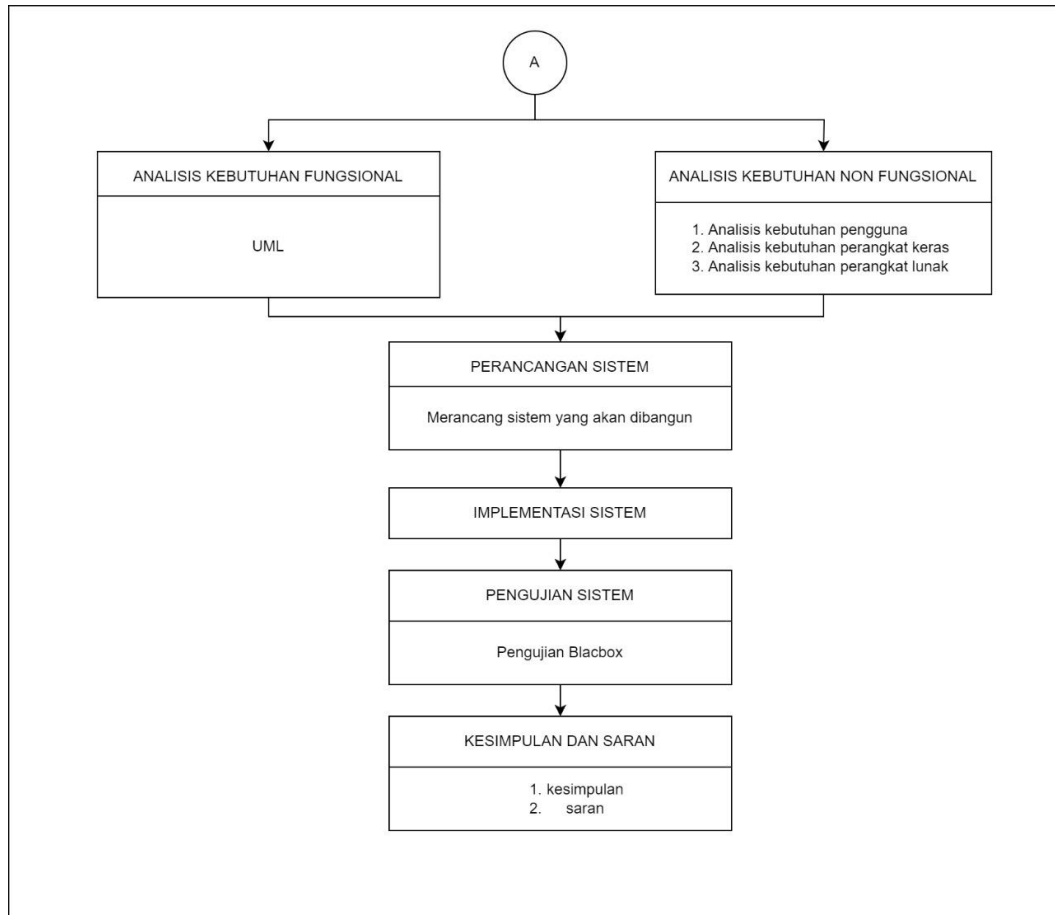 A
ANALISIS KEBUTUHAN FUNGSIONAL
UML
ANALISIS KEBUTUHAN NON FUNGSIONAL
1. Analisis kebutuhan pengguna
2. Analisis kebutuhan perangkat keras
3. Analisis kebutuhan perangkat lunak
PERANCANGAN SISTEM
Merancang sistem yang akan dibangun
IMPLEMENTASI SISTEM
PENGUJIAN SISTEM
Pengujian Blacbox
KESIMPULAN DAN SARAN
1. kesimpulan
2. saran